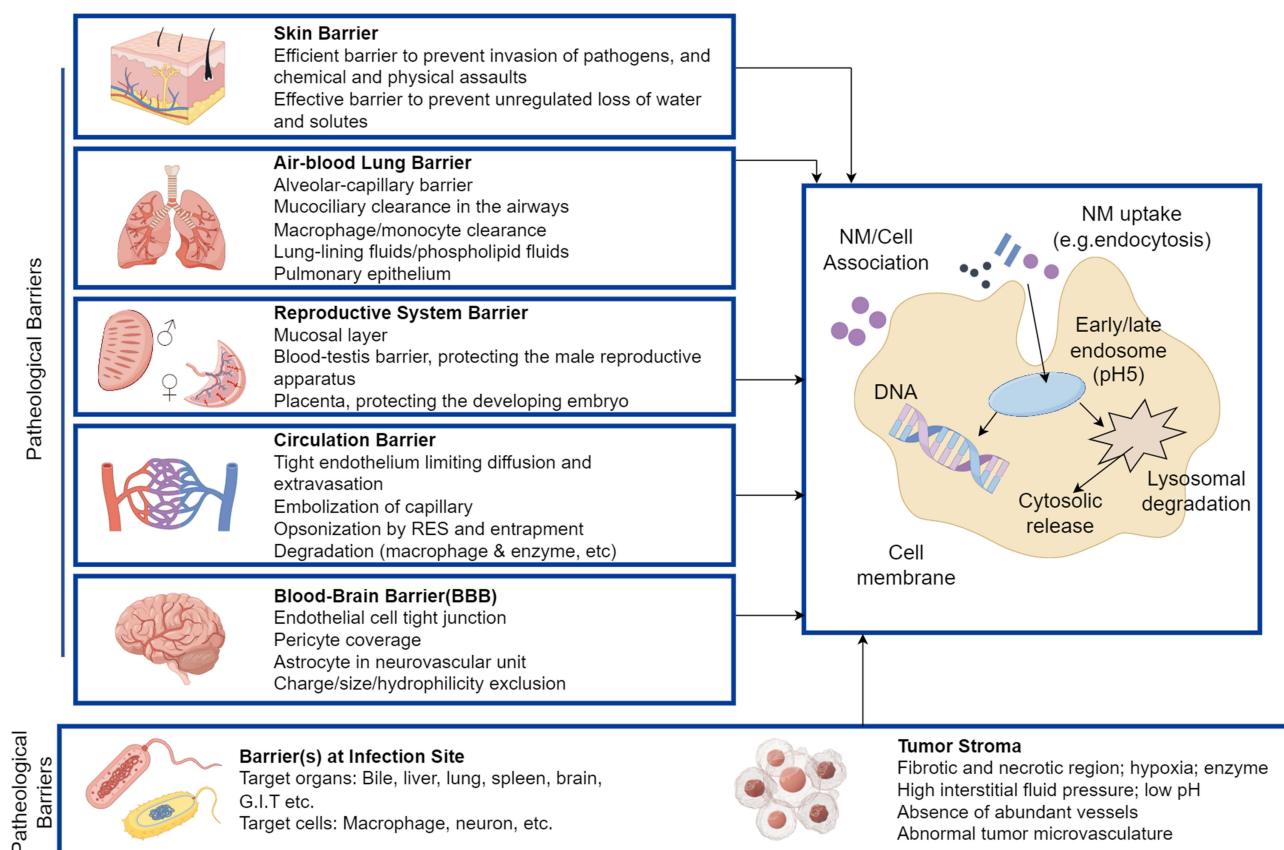 Patheological Barriers
Skin Barrier
Efficient barrier to prevent invasion of pathogens, and
chemical and physical assaults
Effective barrier to prevent unregulated loss of water
and solutes
Air-blood Lung Barrier
Alveolar-capillary barrier
Mucociliary clearance in the airways
Macrophage/monocyte clearance
Lung-lining fluids/phospholipid fluids
Pulmonary epithelium
Reproductive System Barrier
Mucosal layer
Blood-testis barrier, protecting the male reproductive
apparatus
Placenta, protecting the developing embryo
Circulation Barrier
Tight endothelium limiting diffusion and
extravasation
Embolization of capillary
Opsonization by RES and entrapment
Degradation (macrophage & enzyme, etc)
Blood-Brain Barrier(BBB)
Endothelial cell tight junction
Pericyte coverage
Astrocyte in neurovascular unit
Charge/size/hydrophilicity exclusion
NM/Cell
Association
NM uptake
(e.g.endocytosis)
Early/late
endosome
(pH5)
DNA
Lysosomal
degradation
Cytosolic
release
Cell
membrane
Patheological
Barriers
Barrier(s) at Infection Site
Target organs: Bile, liver, lung, spleen, brain,
G.I.T etc.
Target cells: Macrophage, neuron, etc.
Tumor Stroma
Fibrotic and necrotic region; hypoxia; enzyme
High interstitial fluid pressure; low pH
Absence of abundant vessels
Abnormal tumor microvasculature